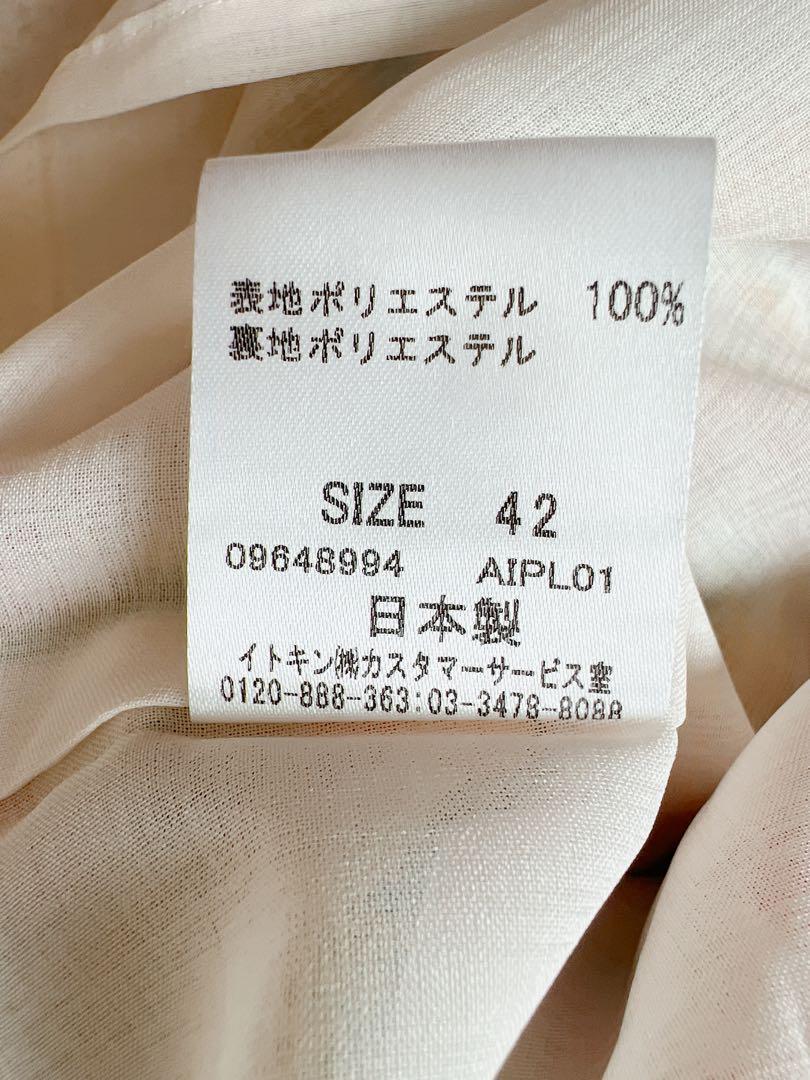 表地ポリエステル 100%
裏地ポリエステル
SIZE 42
09648994 AIPL01
日本製
イトキン㈱カスタマーサービス室
0120-888-363:03-3478-8088